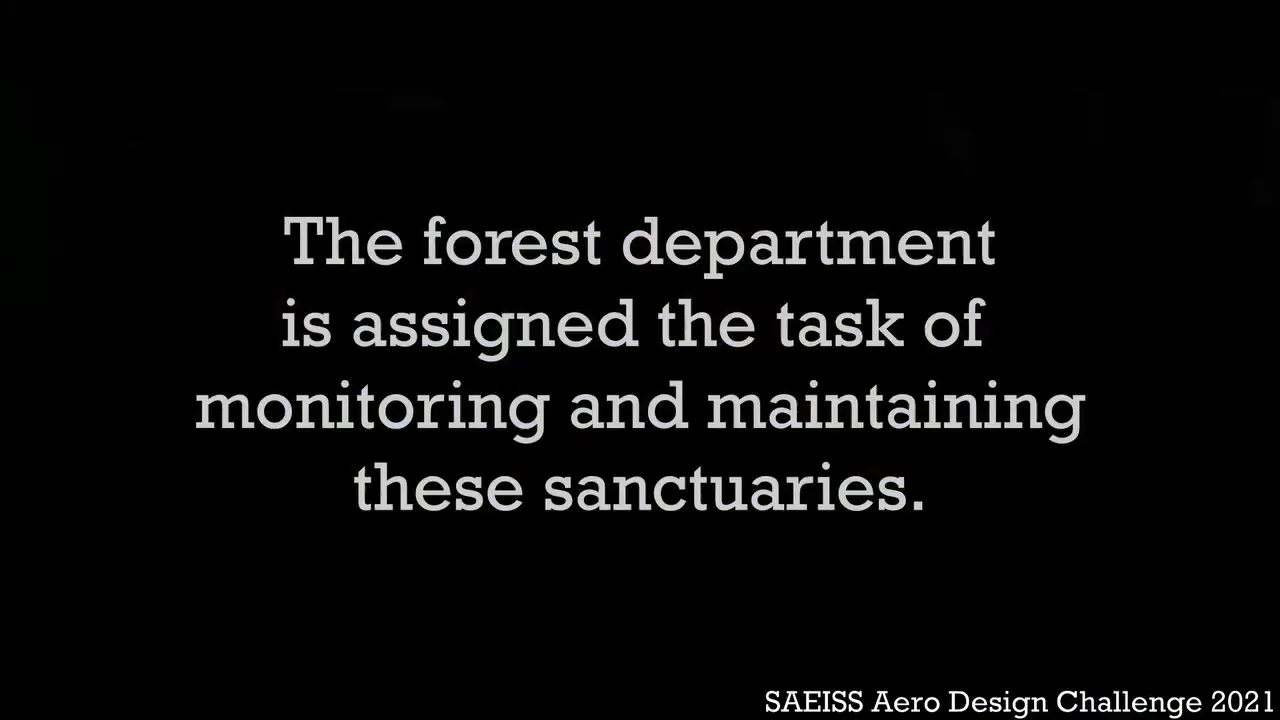 The forest department
is assigned the task of
monitoring and maintaining
these sanctuaries.
SAEISS Aero Design Challenge 2021